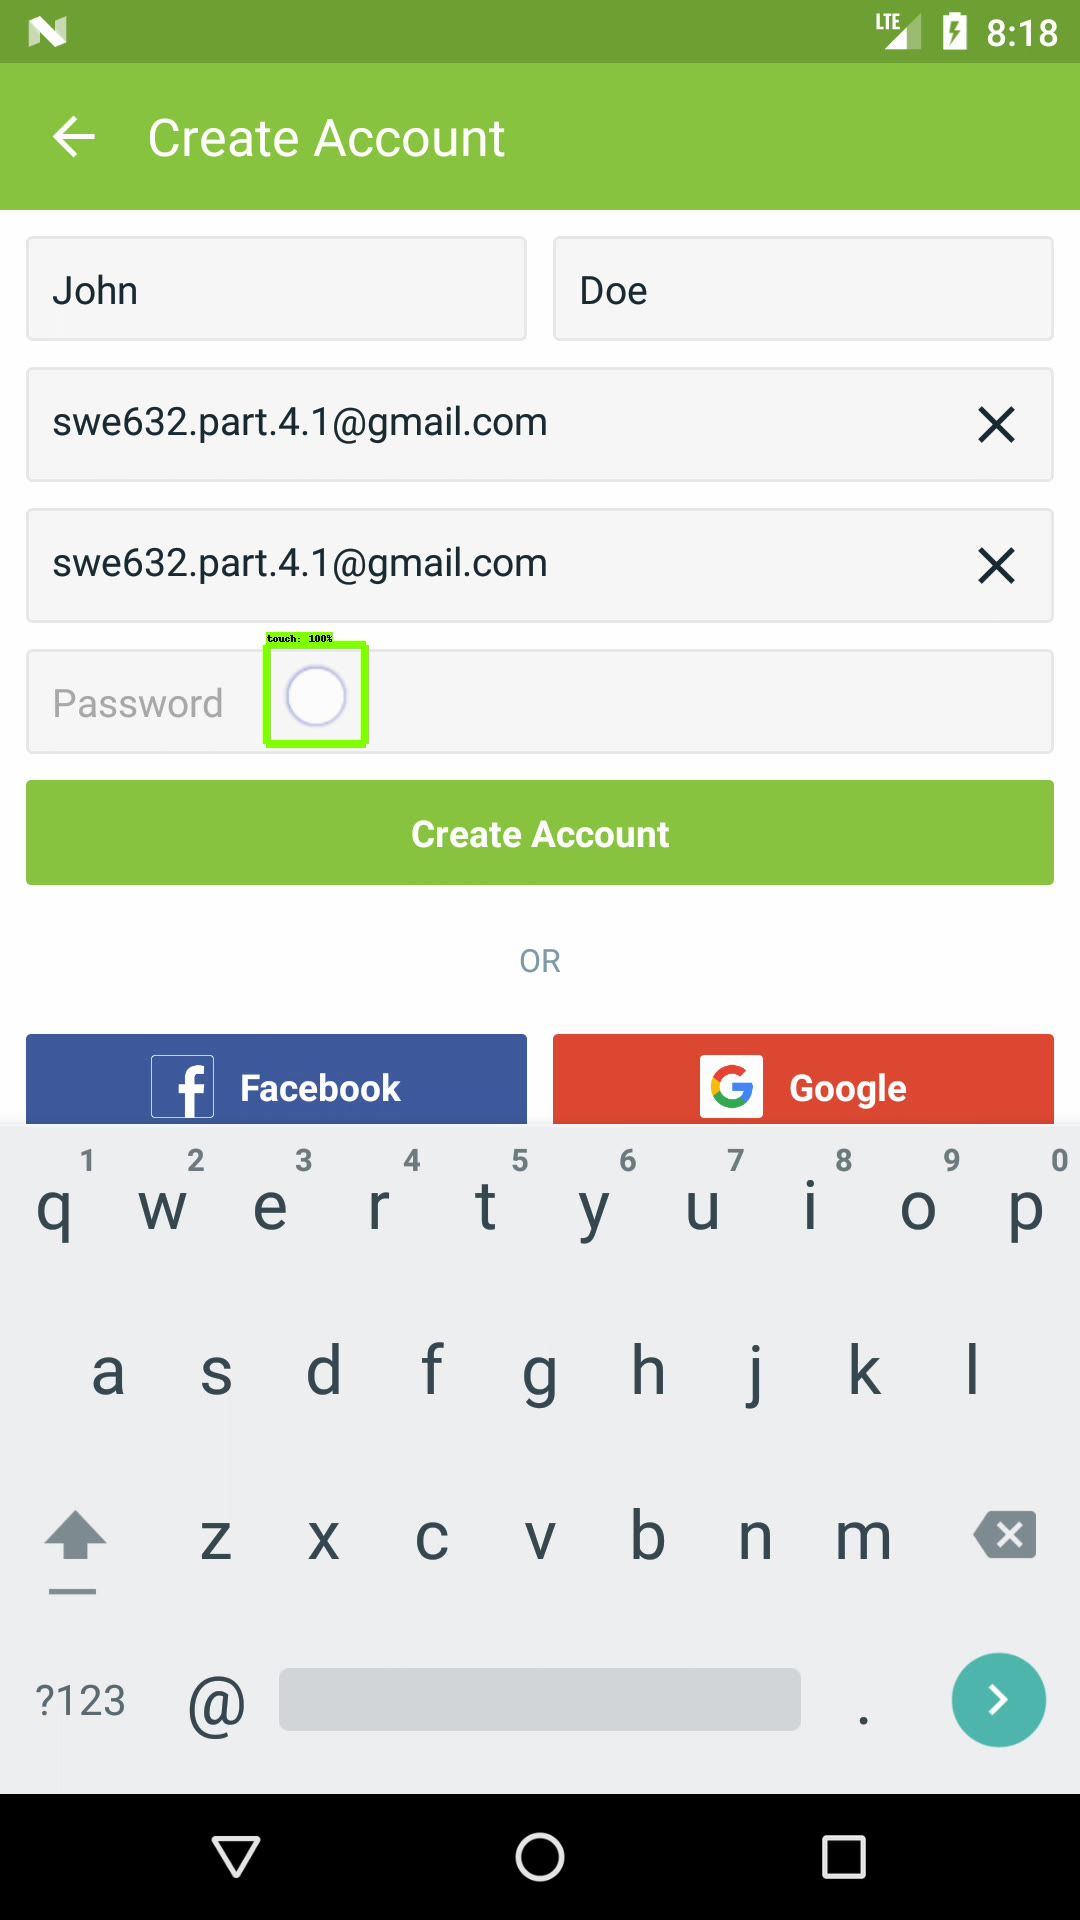 LTE 8:18
Create Account
John Doe
swe632.part.4.1@gmail.com
swe632.part.4.1@gmail.com
touch: 100%
Password
Create Account
OR
Facebook Google
1 2 3 4 5 6 7 8 9 0
q w e r t y u i o p
a s d f g h j k l
z x c v b n m
?123 @ .